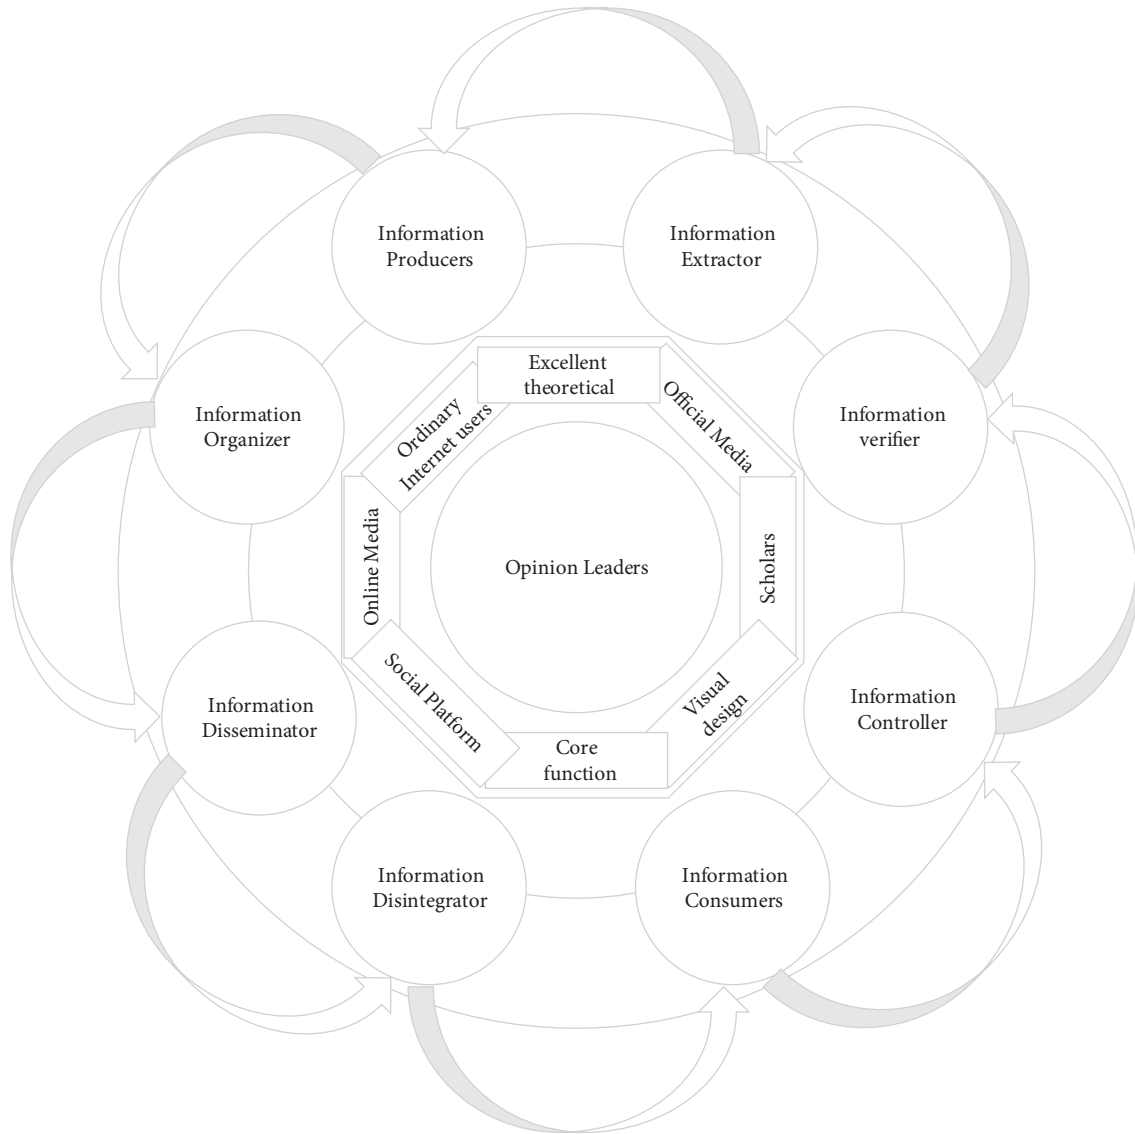 Information
Producers
Information
Extractor
Information
Organizer
Information
verifier
Excellent
theoretical
Ordinary
Internet users
Official Media
Online Media
Opinion Leaders
Scholars
Social Platform
Visual
design
Core
function
Information
Disseminator
Information
Controller
Information
Disintegrator
Information
Consumers